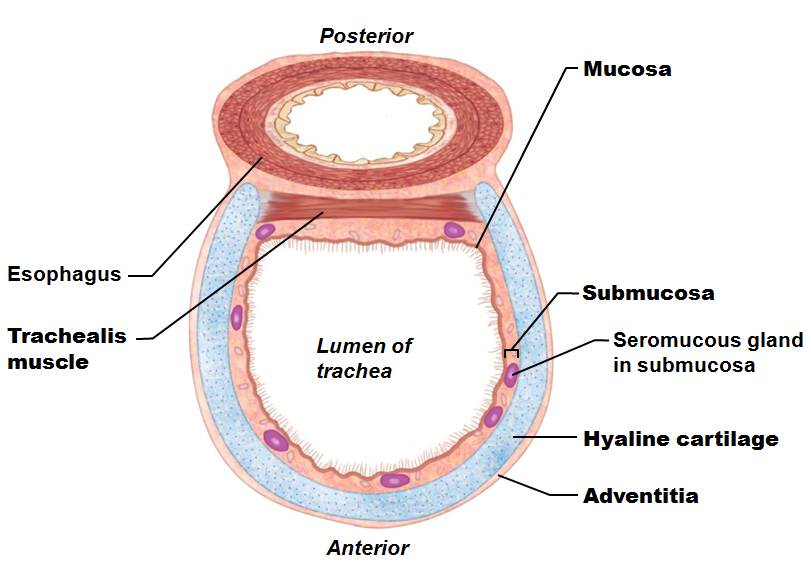 Posterior
Mucosa
Esophagus
Submucosa
Trachealis
muscle
Lumen of
trachea
Seromucous gland
in submucosa
Hyaline cartilage
Adventitia
Anterior